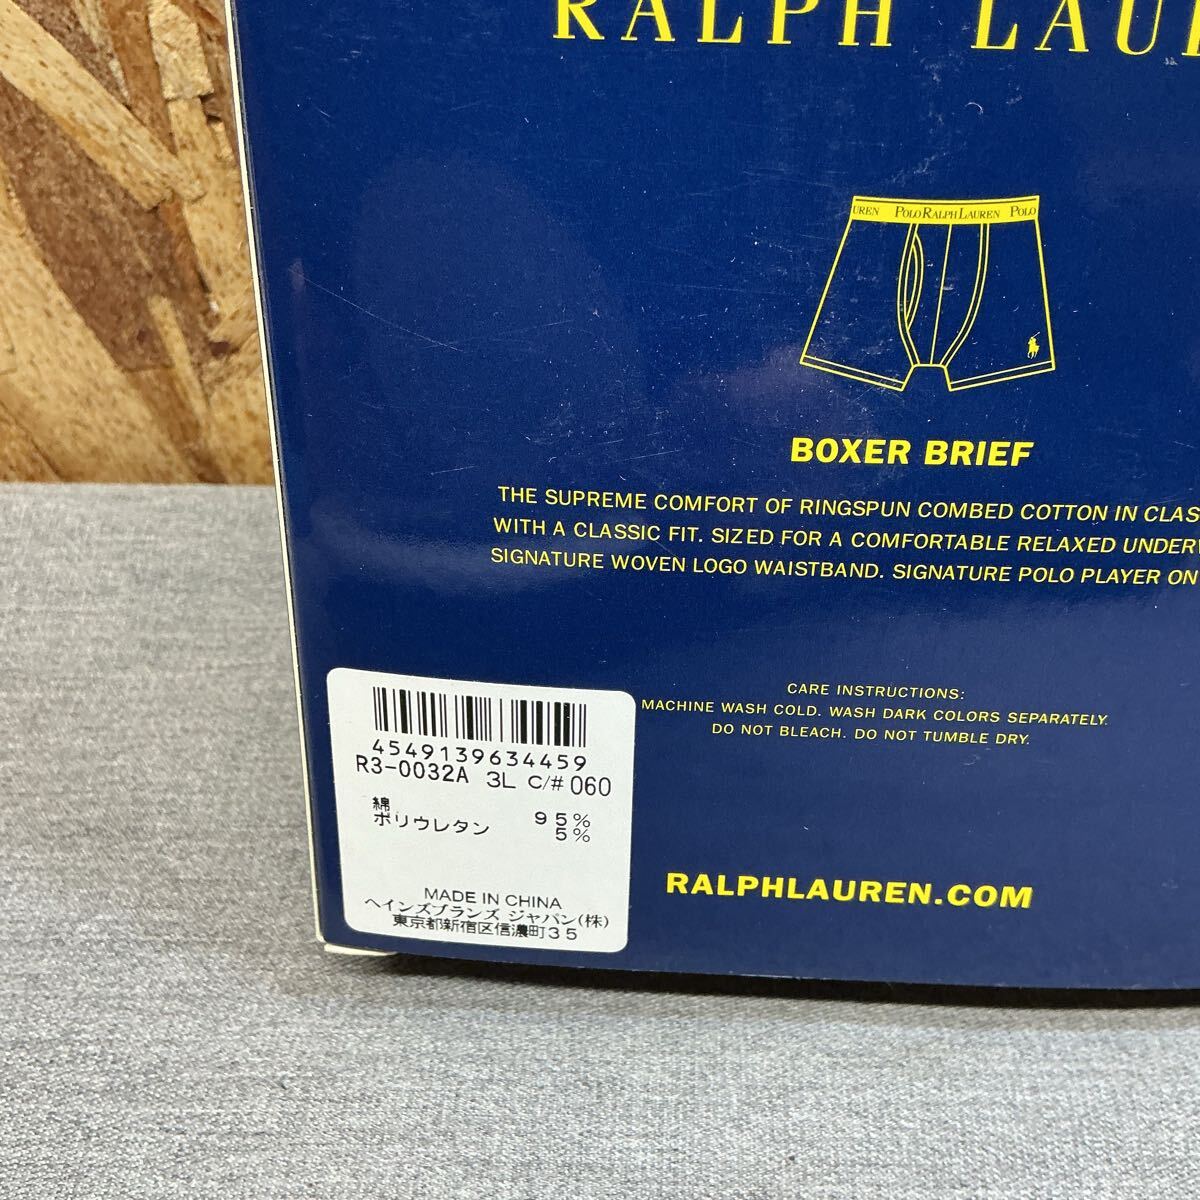 RALPH LAU
UREN POLO RALPH LAUREN POLO
BOXER BRIEF
THE SUPREME COMFORT OF RINGSPUN COMBED COTTON IN CLAS
WITH A CLASSIC FIT. SIZED FOR A COMFORTABLE RELAXED UNDER
SIGNATURE WOVEN LOGO WAISTBAND. SIGNATURE POLO PLAYER ON
CARE INSTRUCTIONS:
MACHINE WASH COLD. WASH DARK COLORS SEPARATELY.
DO NOT BLEACH. DO NOT TUMBLE DRY.
4549139634459
R3-0032A 3L C/# 060
綿 95%
ポリウレタン 5%
MADE IN CHINA
ヘインズブランズ ジャパン(株)
東京都新宿区信濃町35
RALPHLAUREN.COM